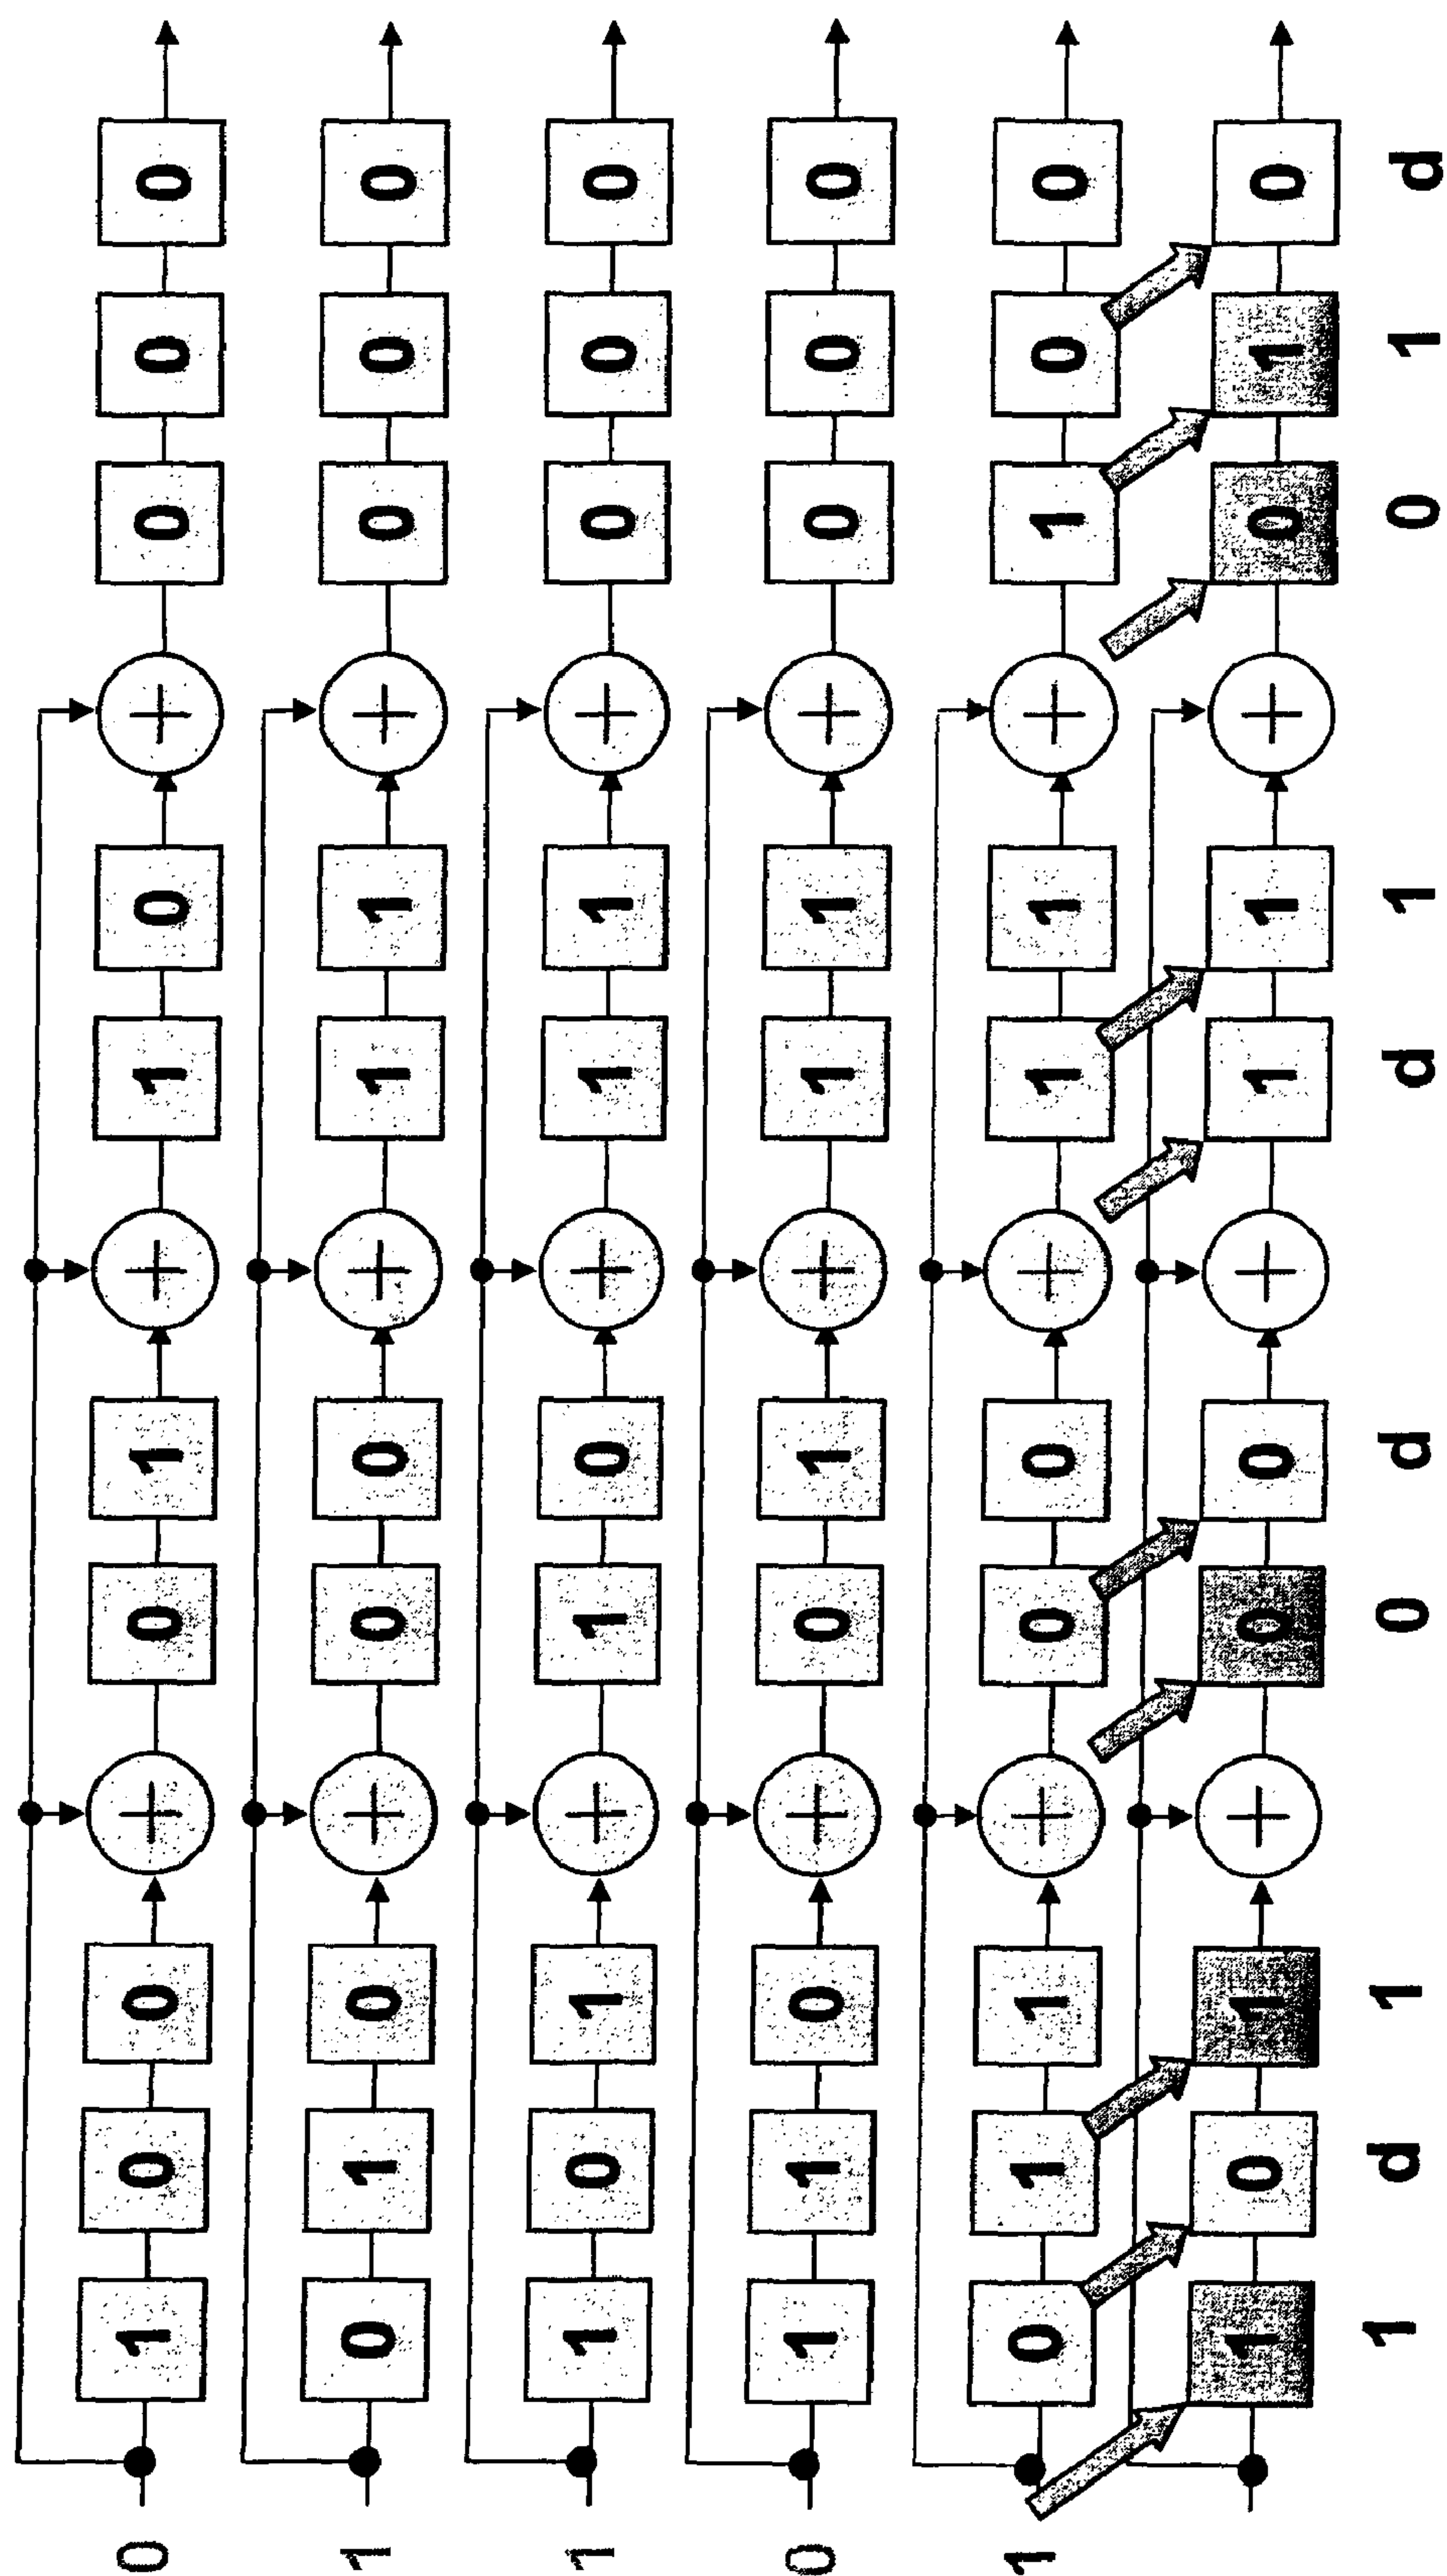 0 1 0 0 + 0 1 + 1 0 + 0 0 0
1 0 1 0 + 0 0 + 1 1 + 0 0 0
1 1 0 1 + 1 0 + 1 1 + 0 0 0
0 1 1 0 + 0 1 + 1 1 + 0 0 0
1 0 1 1 + 0 0 + 1 1 + 1 0 0
1 0 1 + 0 0 + 1 1 + 0 1 0
1 d 1 0 d d 1 0 1 d